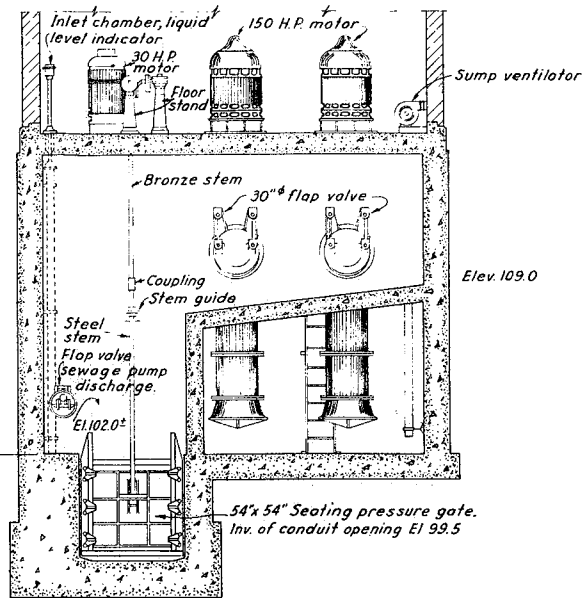 Inlet chamber, liquid
level indicator
150 H.P. motor
30 H.P.
motor
Floor
stand
Sump ventilator
Bronze stem
30"ᶲ flap valve
Coupling
Stem guide
Elev. 109.0
Steel
stem
Flap valve
sewage pump
discharge.
El. 102.0±
54"x 54" Seating pressure gate.
Inv. of conduit opening El 99.5